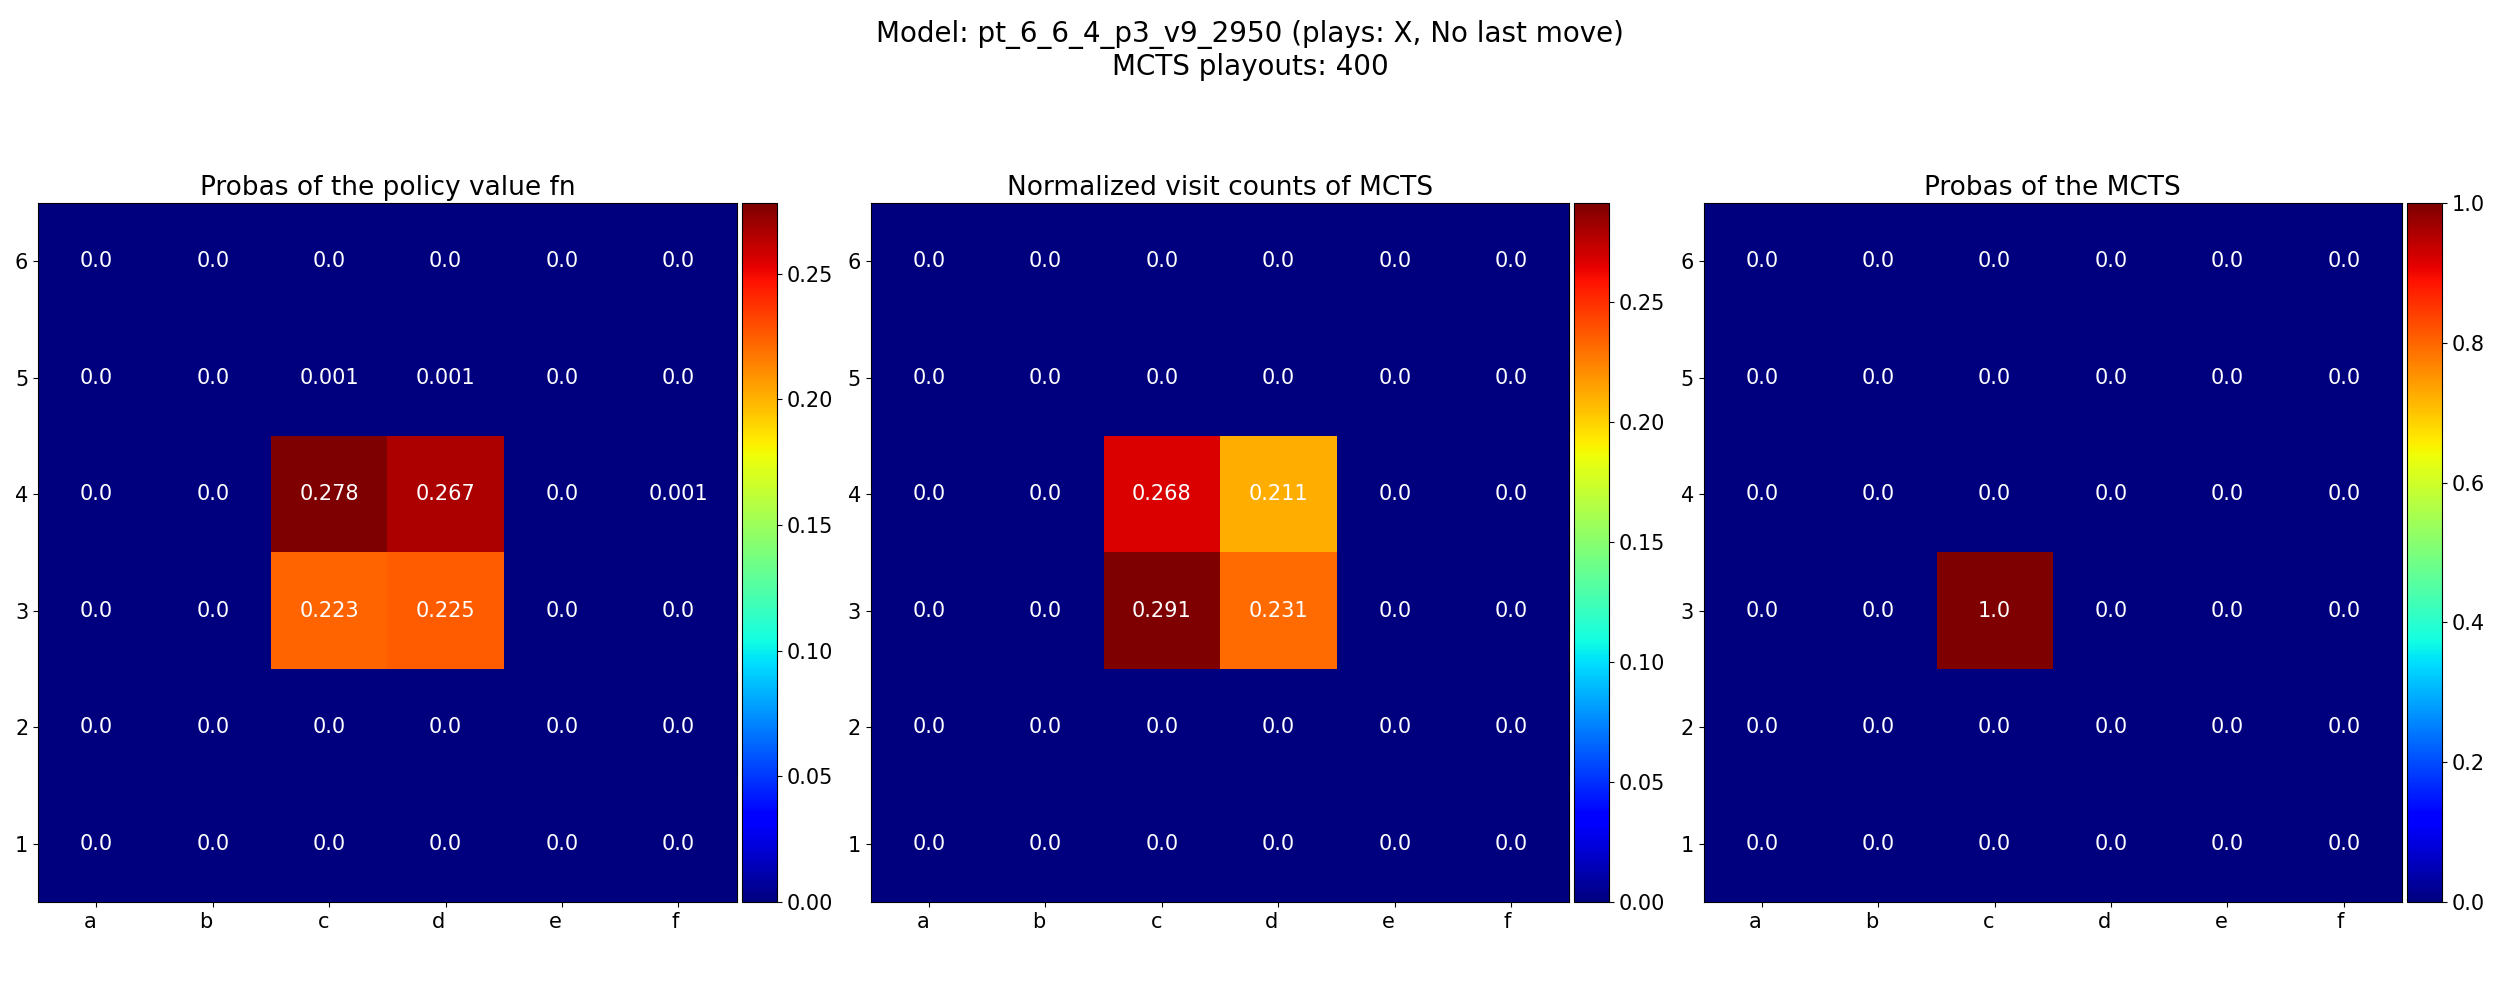 Model: pt_6_6_4_p3_v9_2950 (plays: X, No last move)
MCTS playouts: 400
Probas of the policy value fn
6 0.0 0.0 0.0 0.0 0.0 0.0
5 0.0 0.0 0.001 0.001 0.0 0.0
4 0.0 0.0 0.278 0.267 0.0 0.001
3 0.0 0.0 0.223 0.225 0.0 0.0
2 0.0 0.0 0.0 0.0 0.0 0.0
1 0.0 0.0 0.0 0.0 0.0 0.0
a b c d e f
0.25
0.20
0.15
0.10
0.05
0.00
Normalized visit counts of MCTS
6 0.0 0.0 0.0 0.0 0.0 0.0
5 0.0 0.0 0.0 0.0 0.0 0.0
4 0.0 0.0 0.268 0.211 0.0 0.0
3 0.0 0.0 0.291 0.231 0.0 0.0
2 0.0 0.0 0.0 0.0 0.0 0.0
1 0.0 0.0 0.0 0.0 0.0 0.0
a b c d e f
0.25
0.20
0.15
0.10
0.05
0.00
Probas of the MCTS
6 0.0 0.0 0.0 0.0 0.0 0.0
5 0.0 0.0 0.0 0.0 0.0 0.0
4 0.0 0.0 0.0 0.0 0.0 0.0
3 0.0 0.0 1.0 0.0 0.0 0.0
2 0.0 0.0 0.0 0.0 0.0 0.0
1 0.0 0.0 0.0 0.0 0.0 0.0
a b c d e f
1.0
0.8
0.6
0.4
0.2
0.0